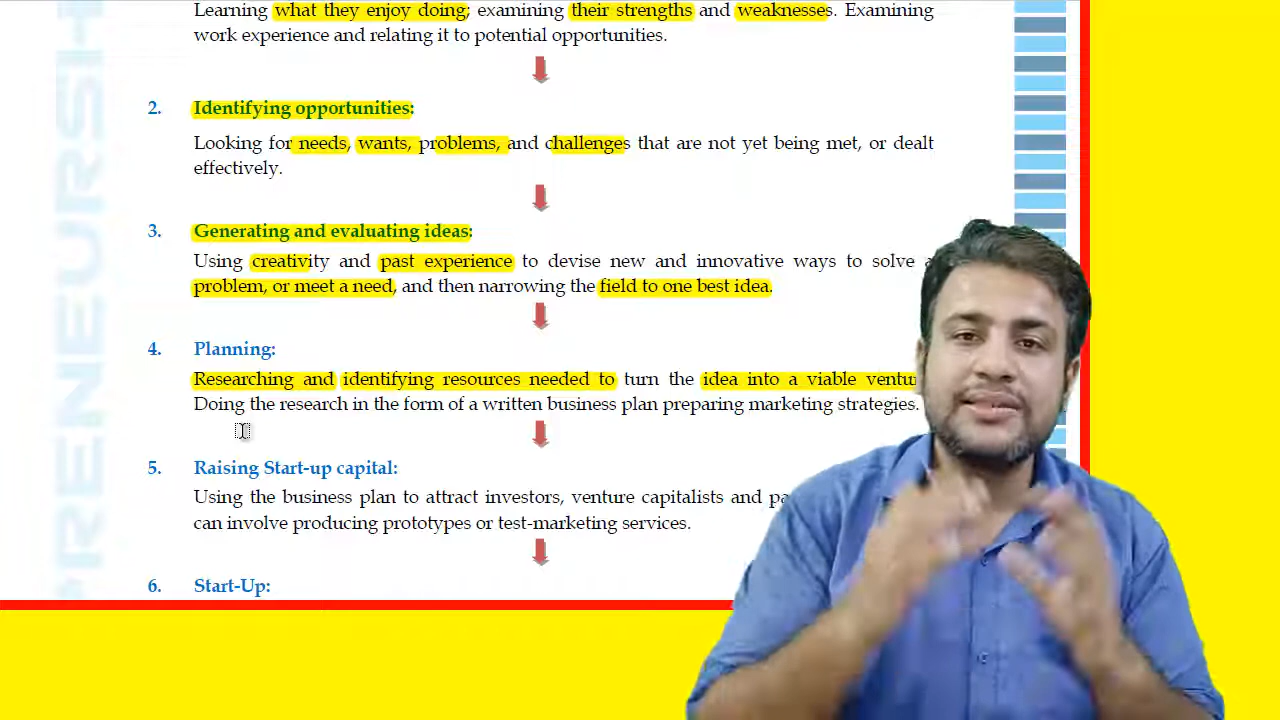 Learning what they enjoy doing; examining their strengths and weaknesses. Examining
work experience and relating it to potential opportunities.
2. Identifying opportunities:
Looking for needs, wants, problems, and challenges that are not yet being met, or dealt
effectively.
3. Generating and evaluating ideas:
Using creativity and past experience to devise new and innovative ways to solve a
problem, or meet a need, and then narrowing the field to one best idea.
4. Planning:
Researching and identifying resources needed to turn the idea into a viable
Doing the research in the form of a written business plan preparing marketing strategies.
5. Raising Start-up capital:
Using the business plan to attract investors, venture capitalists and
can involve producing prototypes or test-marketing services.
6. Start-Up: